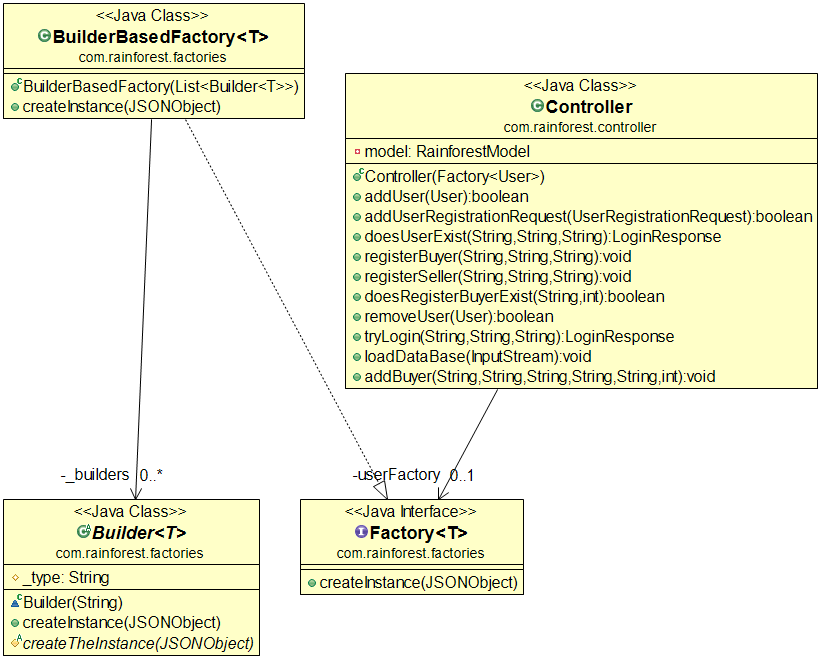 <<Java Class>>
BuilderBasedFactory<T>
com.rainforest.factories
BuilderBasedFactory(List<Builder<T>>)
createInstance(JSONObject)
<<Java Class>>
Controller
com.rainforest.controller
model: RainforestModel
Controller(Factory<User>)
addUser(User):boolean
addUserRegistrationRequest(UserRegistrationRequest):boolean
doesUserExist(String,String,String):LoginResponse
registerBuyer(String,String,String):void
registerSeller(String,String,String):void
doesRegisterBuyerExist(String,int):boolean
removeUser(User):boolean
tryLogin(String,String,String):LoginResponse
loadDataBase(InputStream):void
addBuyer(String,String,String,String,String,int):void
-_builders 0..*
-userFactory 0..1
<<Java Class>>
Builder<T>
com.rainforest.factories
_type: String
Builder(String)
createInstance(JSONObject)
createTheInstance(JSONObject)
<<Java Interface>>
Factory<T>
com.rainforest.factories
createInstance(JSONObject)